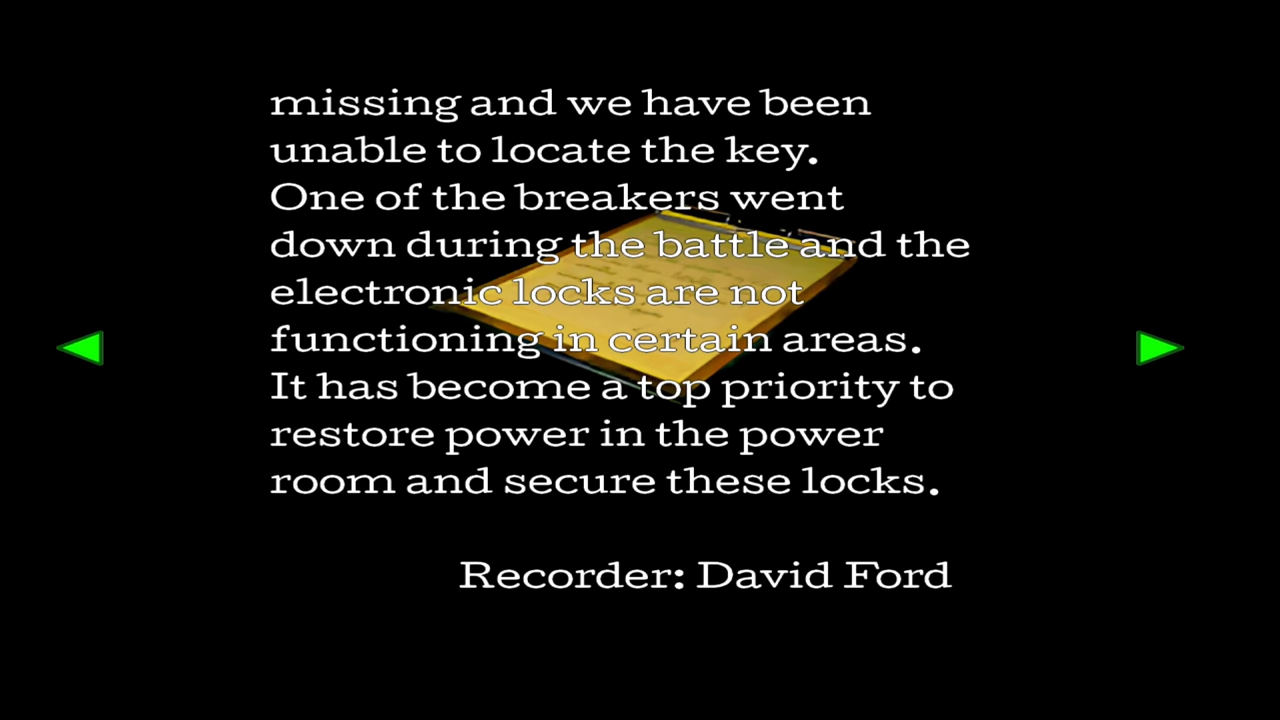 missing and we have been
unable to locate the key.
One of the breakers went
down during the battle and the
electronic locks are not
functioning in certain areas.
It has become a top priority to
restore power in the power
room and secure these locks.
Recorder: David Ford